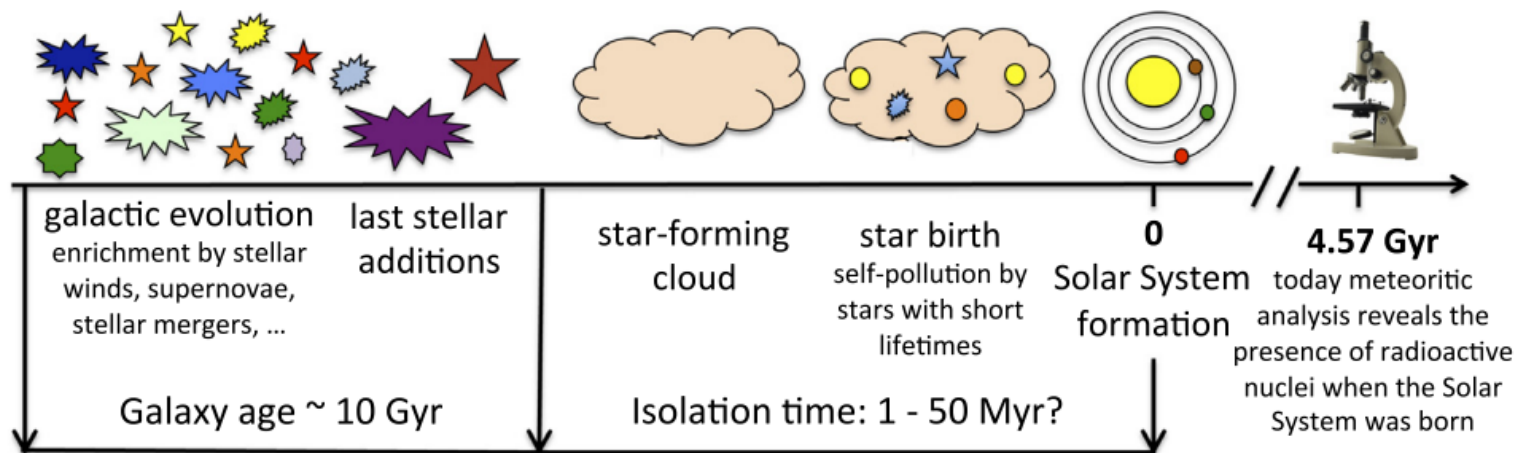 galactic evolution
enrichment by stellar
winds, supernovae,
stellar mergers, ...
last stellar
additions
star-forming
cloud
star birth
self-pollution by
stars with short
lifetimes
0
Solar System
formation
4.57 Gyr
today meteoritic
analysis reveals the
presence of radioactive
nuclei when the Solar
System was born
Galaxy age ~ 10 Gyr
Isolation time: 1 - 50 Myr?